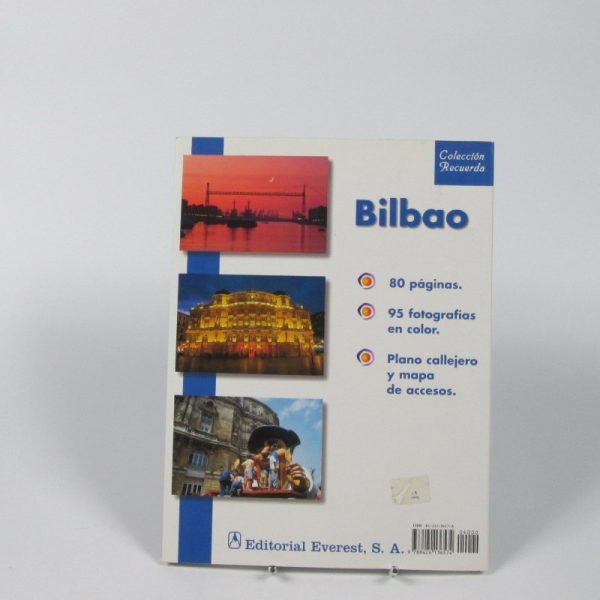 Colección
Recuerda
Bilbao
80 páginas.
95 fotografías
en color.
Plano callejero
y mapa
de accesos.
Editorial Everest, S. A.